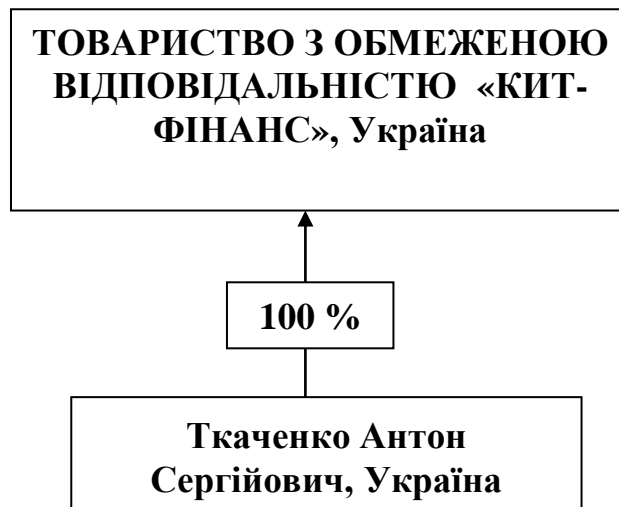 ТОВАРИСТВО З ОБМЕЖЕНОЮ
ВІДПОВІДАЛЬНІСТЮ «КИТ-
ФІНАНС», Україна
100 %
Ткаченко Антон
Сергійович, Україна